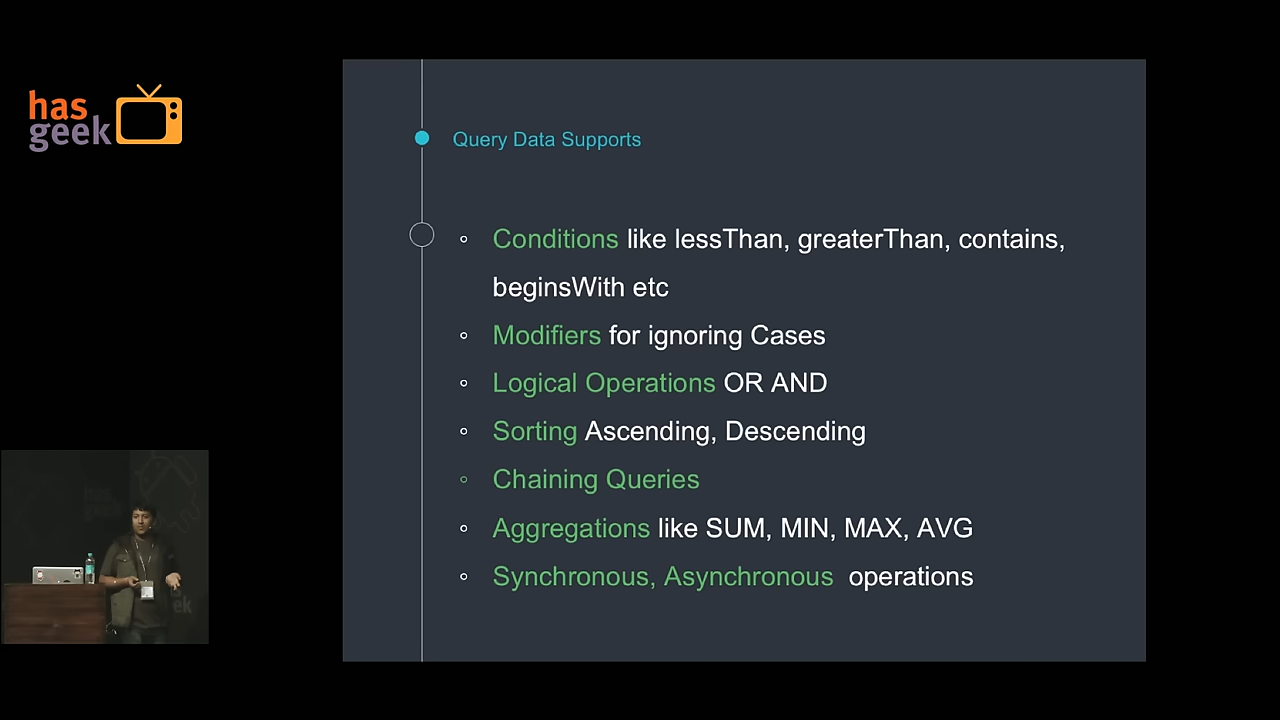 has
geek
Query Data Supports
Conditions like lessThan, greaterThan, contains,
beginsWith etc
Modifiers for ignoring Cases
Logical Operations OR AND
Sorting Ascending, Descending
Chaining Queries
Aggregations like SUM, MIN, MAX, AVG
Synchronous, Asynchronous operations